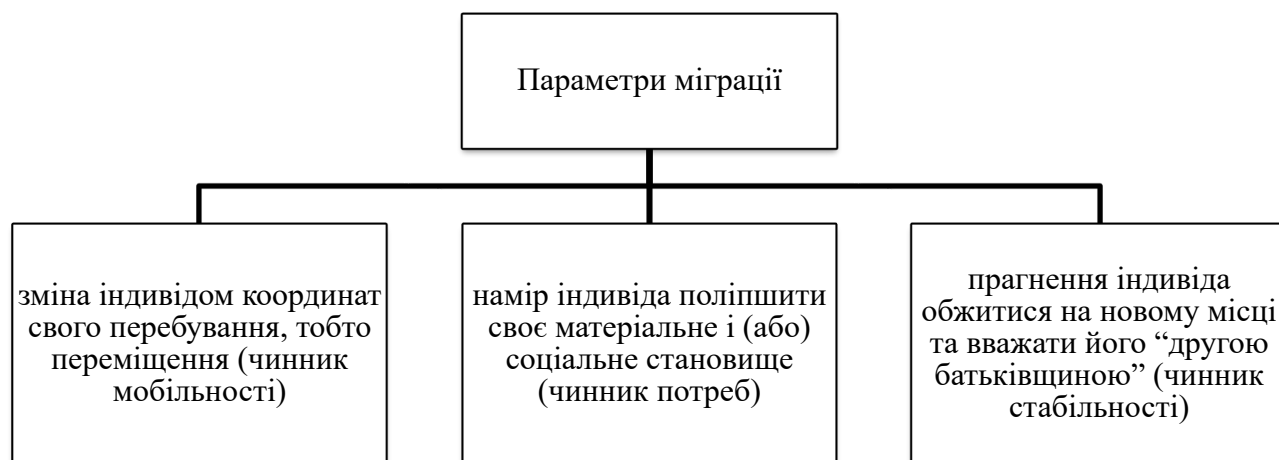 Параметри міграції
зміна індивідом координат
свого перебування, тобто
переміщення (чинник
мобільності)
намір індивіда поліпшити
своє матеріальне і (або)
соціальне становище
(чинник потреб)
прагнення індивіда
обжитися на новому місці
та вважати його “другою
батьківщиною” (чинник
стабільності)